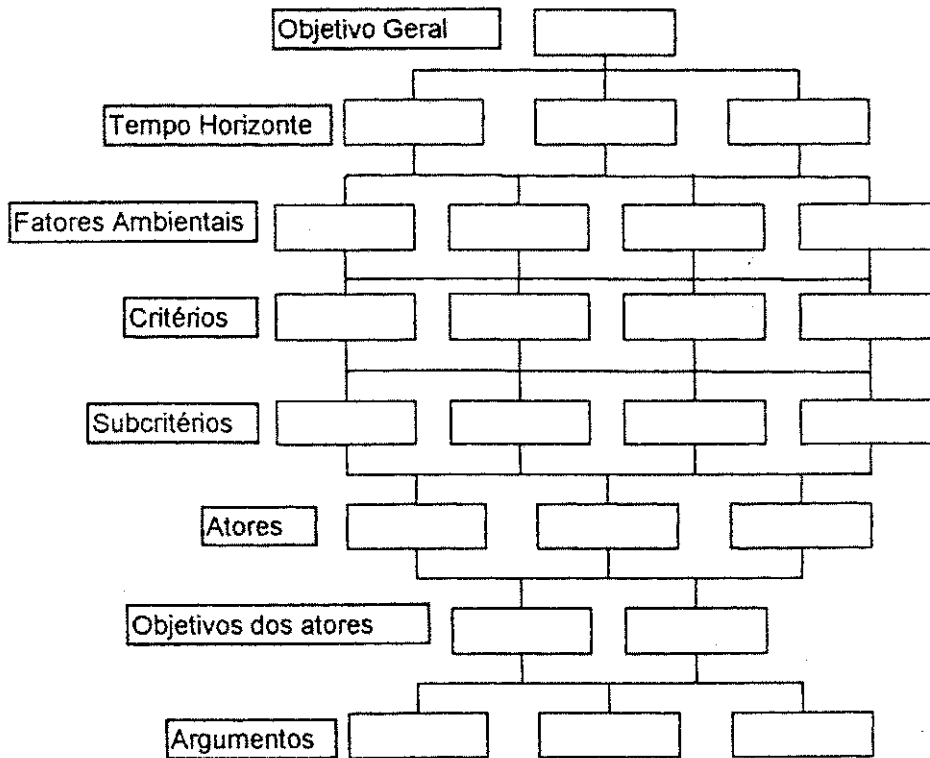 Objetivo Geral
Tempo Horizonte
Fatores Ambientais
Critérios
Subcritérios
Atores
Objetivos dos atores
Argumentos